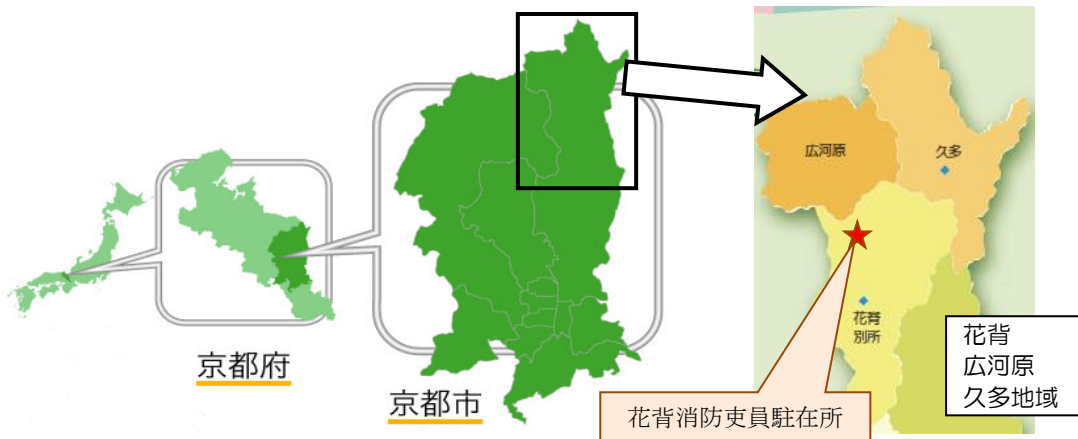 京都府
京都市
広河原
久多
花背
別所
花背消防吏員駐在所
花背
広河原
久多地域